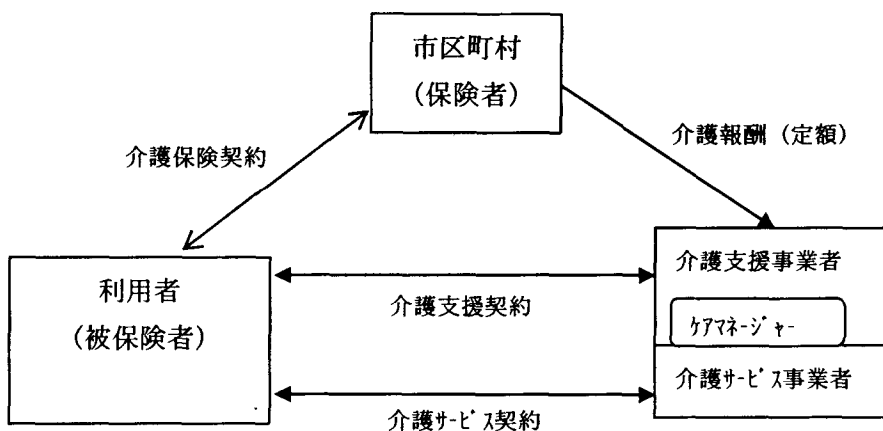 市区町村
(保険者)
介護保険契約
介護報酬 (定額)
利用者
(被保険者)
介護支援契約
介護支援事業者
ｹｱﾏﾈｰｼﾞｬｰ
介護ｻｰﾋﾞｽ事業者
介護ｻｰﾋﾞｽ契約